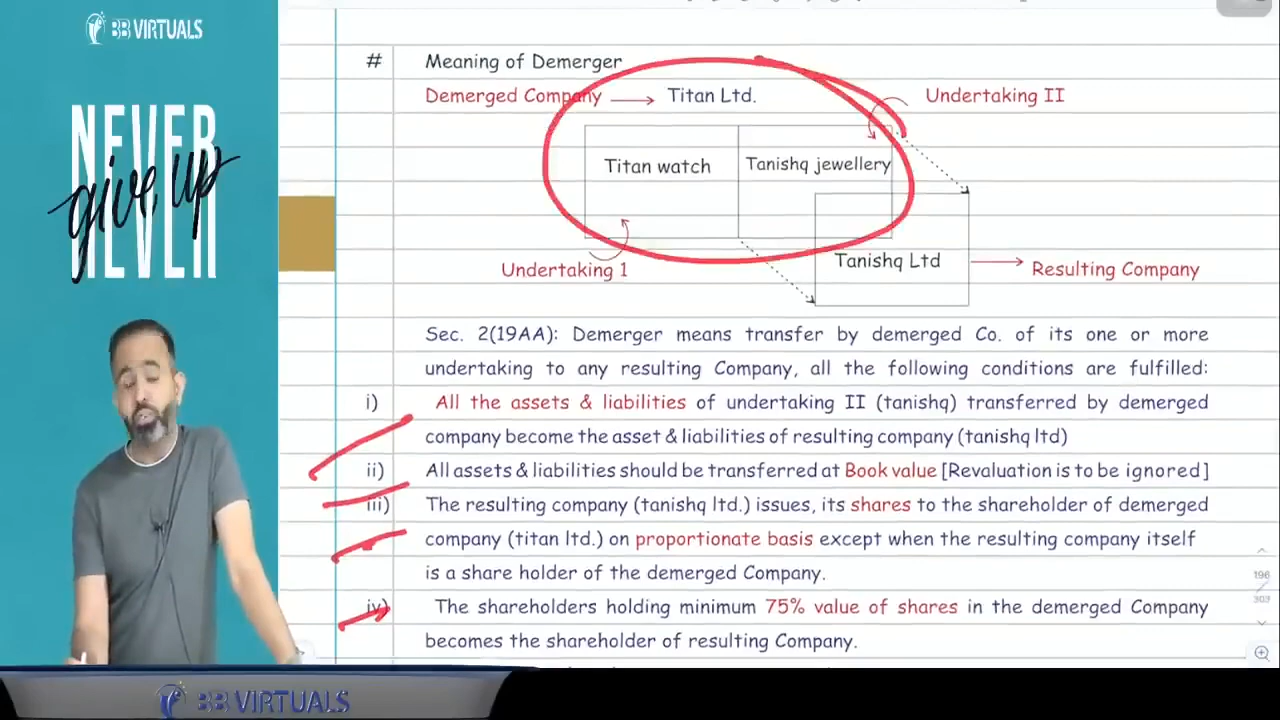 BB VIRTUALS
NEVER
give up
NEVER
# Meaning of Demerger
Demerged Company → Titan Ltd.
Undertaking II
Titan watch
Tanishq jewellery
Tanishq Ltd → Resulting Company
Undertaking 1
Sec. 2(19AA): Demerger means transfer by demerged Co. of its one or more
undertaking to any resulting Company, all the following conditions are fulfilled:
i) All the assets & liabilities of undertaking II (tanishq) transferred by demerged
company become the asset & liabilities of resulting company (tanishq ltd)
ii) All assets & liabilities should be transferred at Book value [Revaluation is to be ignored]
iii) The resulting company (tanishq ltd.) issues, its shares to the shareholder of demerged
company (titan ltd.) on proportionate basis except when the resulting company itself
is a share holder of the demerged Company.
iv) The shareholders holding minimum 75% value of shares in the demerged Company
becomes the shareholder of resulting Company.
196
303
BB VIRTUALS